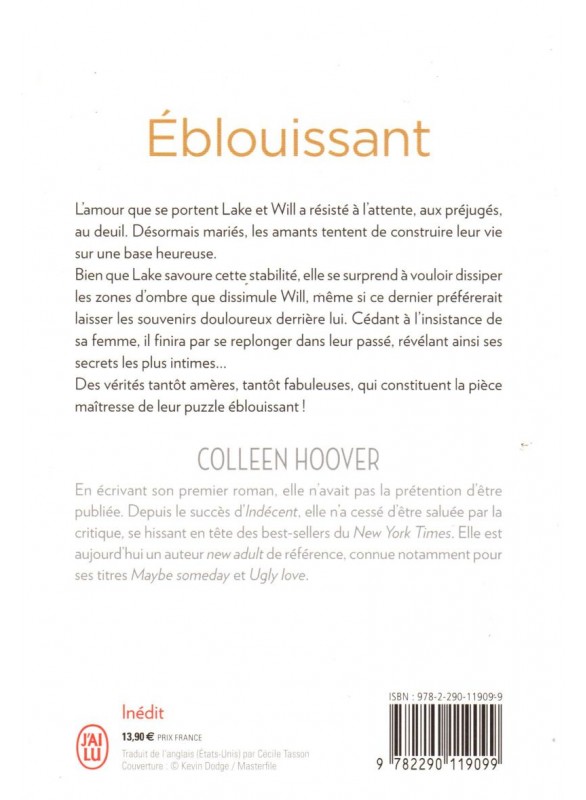 Éblouissant
L'amour que se portent Lake et Will a résisté à l'attente, aux préjugés,
au deuil. Désormais mariés, les amants tentent de construire leur vie
sur une base heureuse.
Bien que Lake savoure cette stabilité, elle se surprend à vouloir dissiper
les zones d'ombre que dissimule Will, même si ce dernier préférerait
laisser les souvenirs douloureux derrière lui. Cédant à l'insistance de
sa femme, il finira par se replonger dans leur passé, révélant ainsi ses
secrets les plus intimes...
Des vérités tantôt amères, tantôt fabuleuses, qui constituent la pièce
maîtresse de leur puzzle éblouissant !
COLLEEN HOOVER
En écrivant son premier roman, elle n'avait pas la prétention d'être
publiée. Depuis le succès d'Indécent, elle n'a cessé d'être saluée par la
critique, se hissant en tête des best-sellers du New York Times. Elle est
aujourd'hui un auteur new adult de référence, connue notamment pour
ses titres Maybe someday et Ugly love.
J'AI
LU
Inédit
13,90 € PRIX FRANCE
Traduit de l'anglais (États-Unis) par Cécile Tasson
Couverture : © Kevin Dodge / Masterfile
ISBN : 978-2-290-11909-9
9 782290 119099